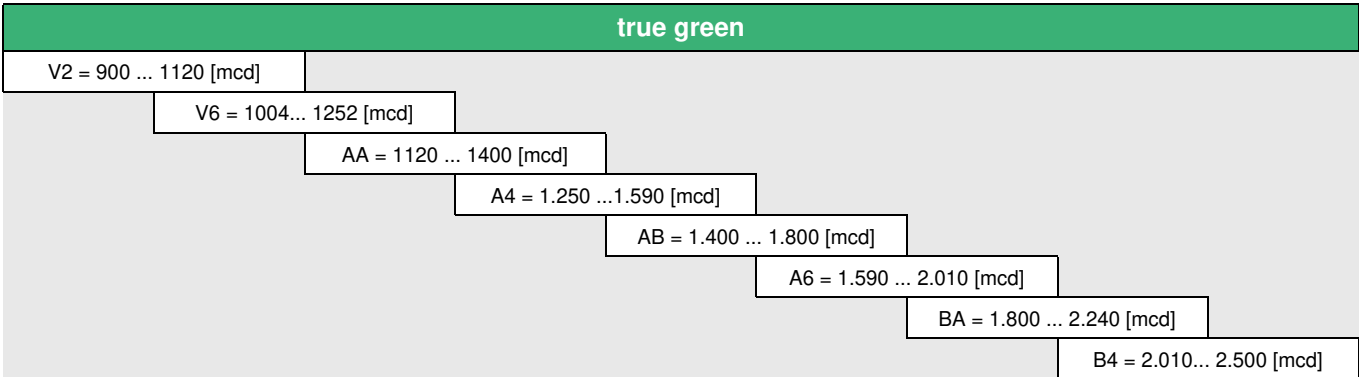 true green
V2 = 900 ... 1120 [mcd]
V6 = 1004... 1252 [mcd]
AA = 1120 ... 1400 [mcd]
A4 = 1.250 ...1.590 [mcd]
AB = 1.400 ... 1.800 [mcd]
A6 = 1.590 ... 2.010 [mcd]
BA = 1.800 ... 2.240 [mcd]
B4 = 2.010... 2.500 [mcd]